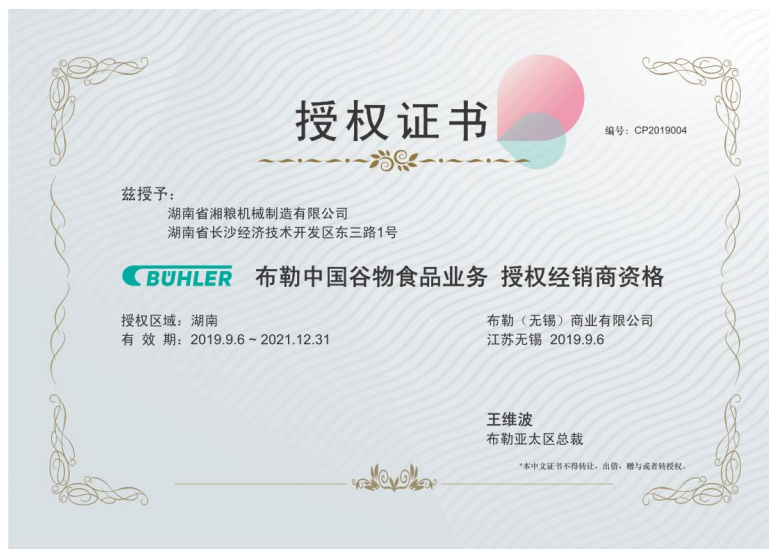 授权证书
编号：CP2019004
兹授予：
湖南省湘粮机械制造有限公司
湖南省长沙经济技术开发区东三路1号
BÜHLER 布勒中国谷物食品业务 授权经销商资格
授权区域：湖南
有 效 期：2019.9.6 ~ 2021.12.31
布勒（无锡）商业有限公司
江苏无锡 2019.9.6
王维波
布勒亚太区总裁
*本中文证书不得转让、出借、赠与或者转授权。